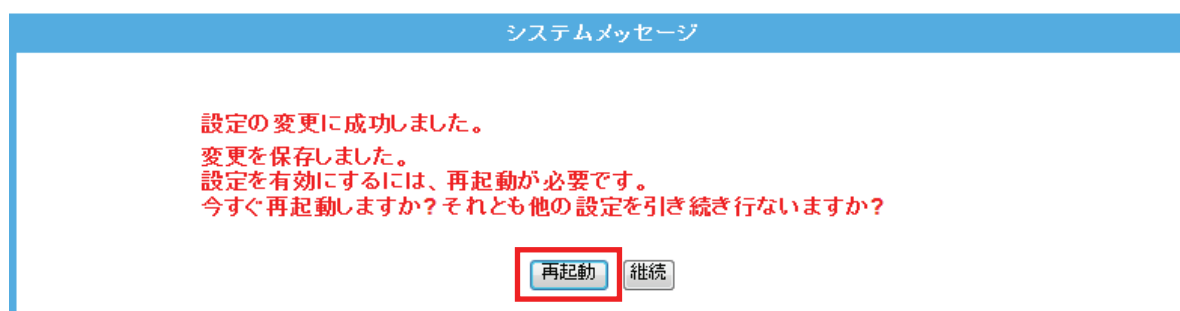 システムメッセージ
設定の変更に成功しました。
変更を保存しました。
設定を有効にするには、再起動が必要です。
今すぐ再起動しますか?それとも他の設定を引き続き行ないますか?
再起動 継続